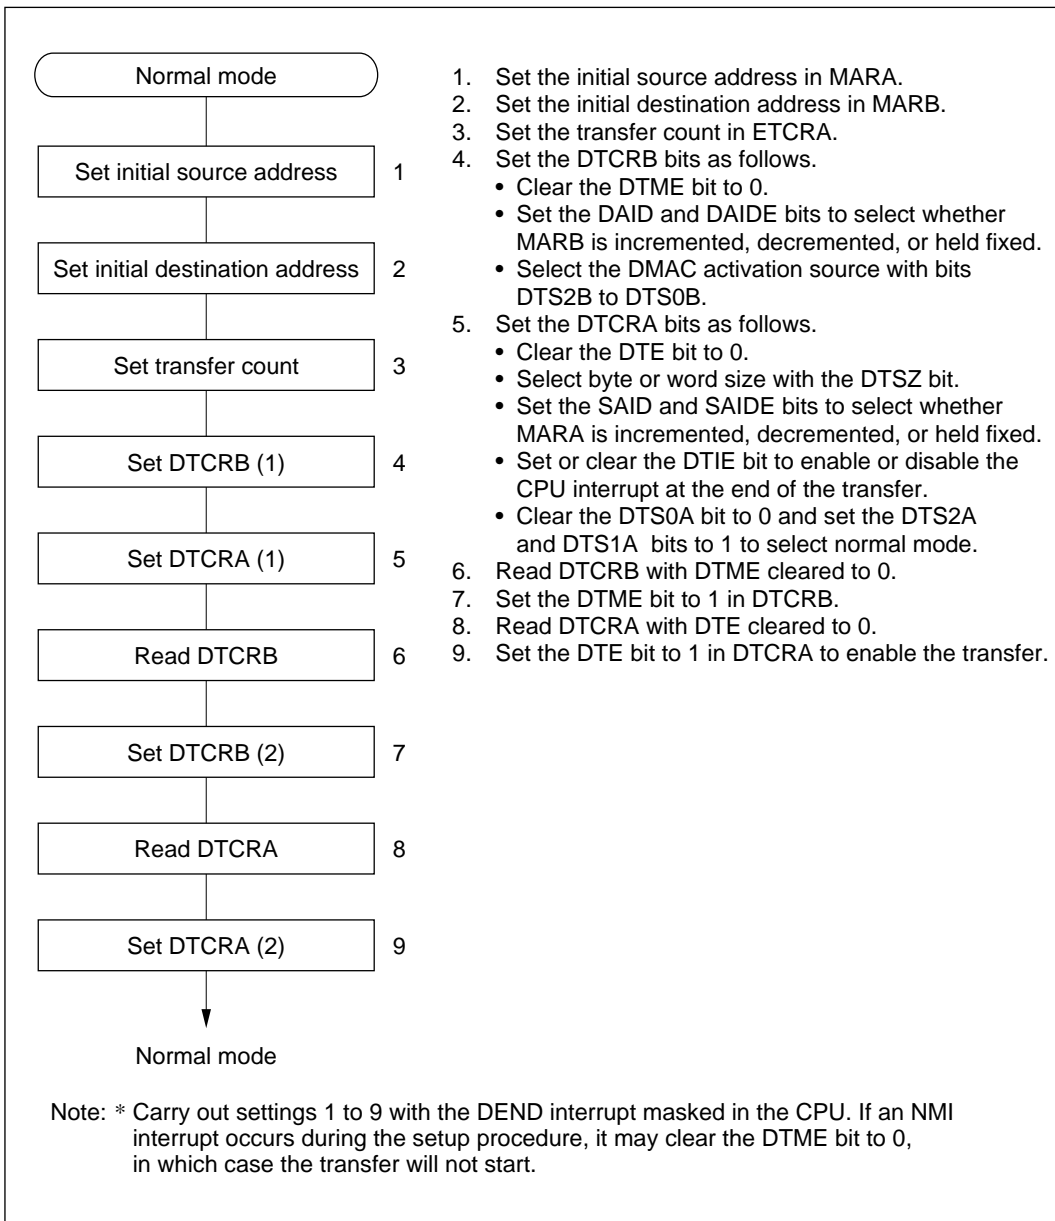 Normal mode
Set initial source address 1
Set initial destination address 2
Set transfer count 3
Set DTCRB (1) 4
Set DTCRA (1) 5
Read DTCRB 6
Set DTCRB (2) 7
Read DTCRA 8
Set DTCRA (2) 9
Normal mode
1. Set the initial source address in MARA.
2. Set the initial destination address in MARB.
3. Set the transfer count in ETCRA.
4. Set the DTCRB bits as follows.
• Clear the DTME bit to 0.
• Set the DAID and DAIDE bits to select whether
MARB is incremented, decremented, or held fixed.
• Select the DMAC activation source with bits
DTS2B to DTS0B.
5. Set the DTCRA bits as follows.
• Clear the DTE bit to 0.
• Select byte or word size with the DTSZ bit.
• Set the SAID and SAIDE bits to select whether
MARA is incremented, decremented, or held fixed.
• Set or clear the DTIE bit to enable or disable the
CPU interrupt at the end of the transfer.
• Clear the DTS0A bit to 0 and set the DTS2A
and DTS1A bits to 1 to select normal mode.
6. Read DTCRB with DTME cleared to 0.
7. Set the DTME bit to 1 in DTCRB.
8. Read DTCRA with DTE cleared to 0.
9. Set the DTE bit to 1 in DTCRA to enable the transfer.
Note: * Carry out settings 1 to 9 with the DEND interrupt masked in the CPU. If an NMI
interrupt occurs during the setup procedure, it may clear the DTME bit to 0,
in which case the transfer will not start.